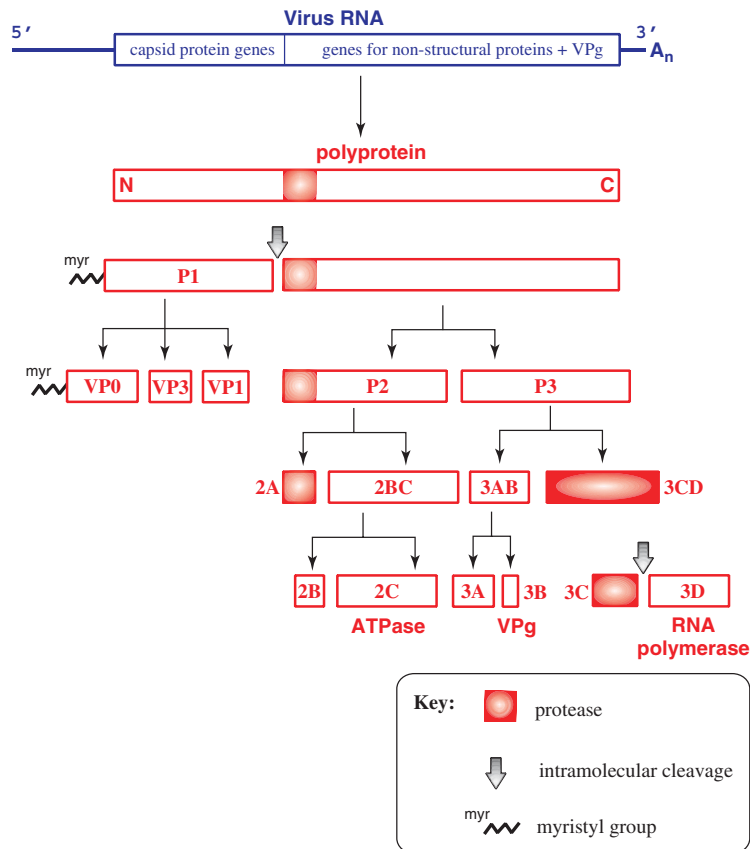 Virus RNA
5′ 3′
capsid protein genes genes for non-structural proteins + VPg An
polyprotein
N C
myr
P1
myr
VP0 VP3 VP1 P2 P3
2A 2BC 3AB 3CD
2B 2C 3A 3B 3C 3D
ATPase VPg RNA
polymerase
Key: protease
intramolecular cleavage
myr
myristyl group